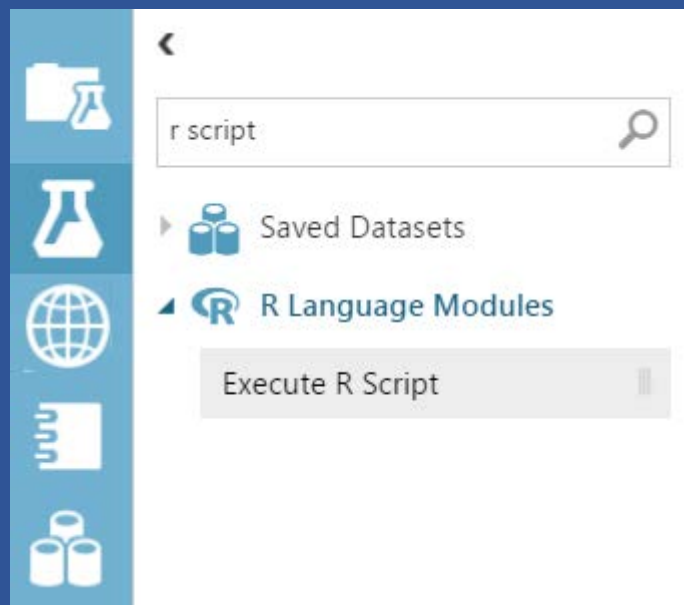 r script
Saved Datasets
R Language Modules
Execute R Script